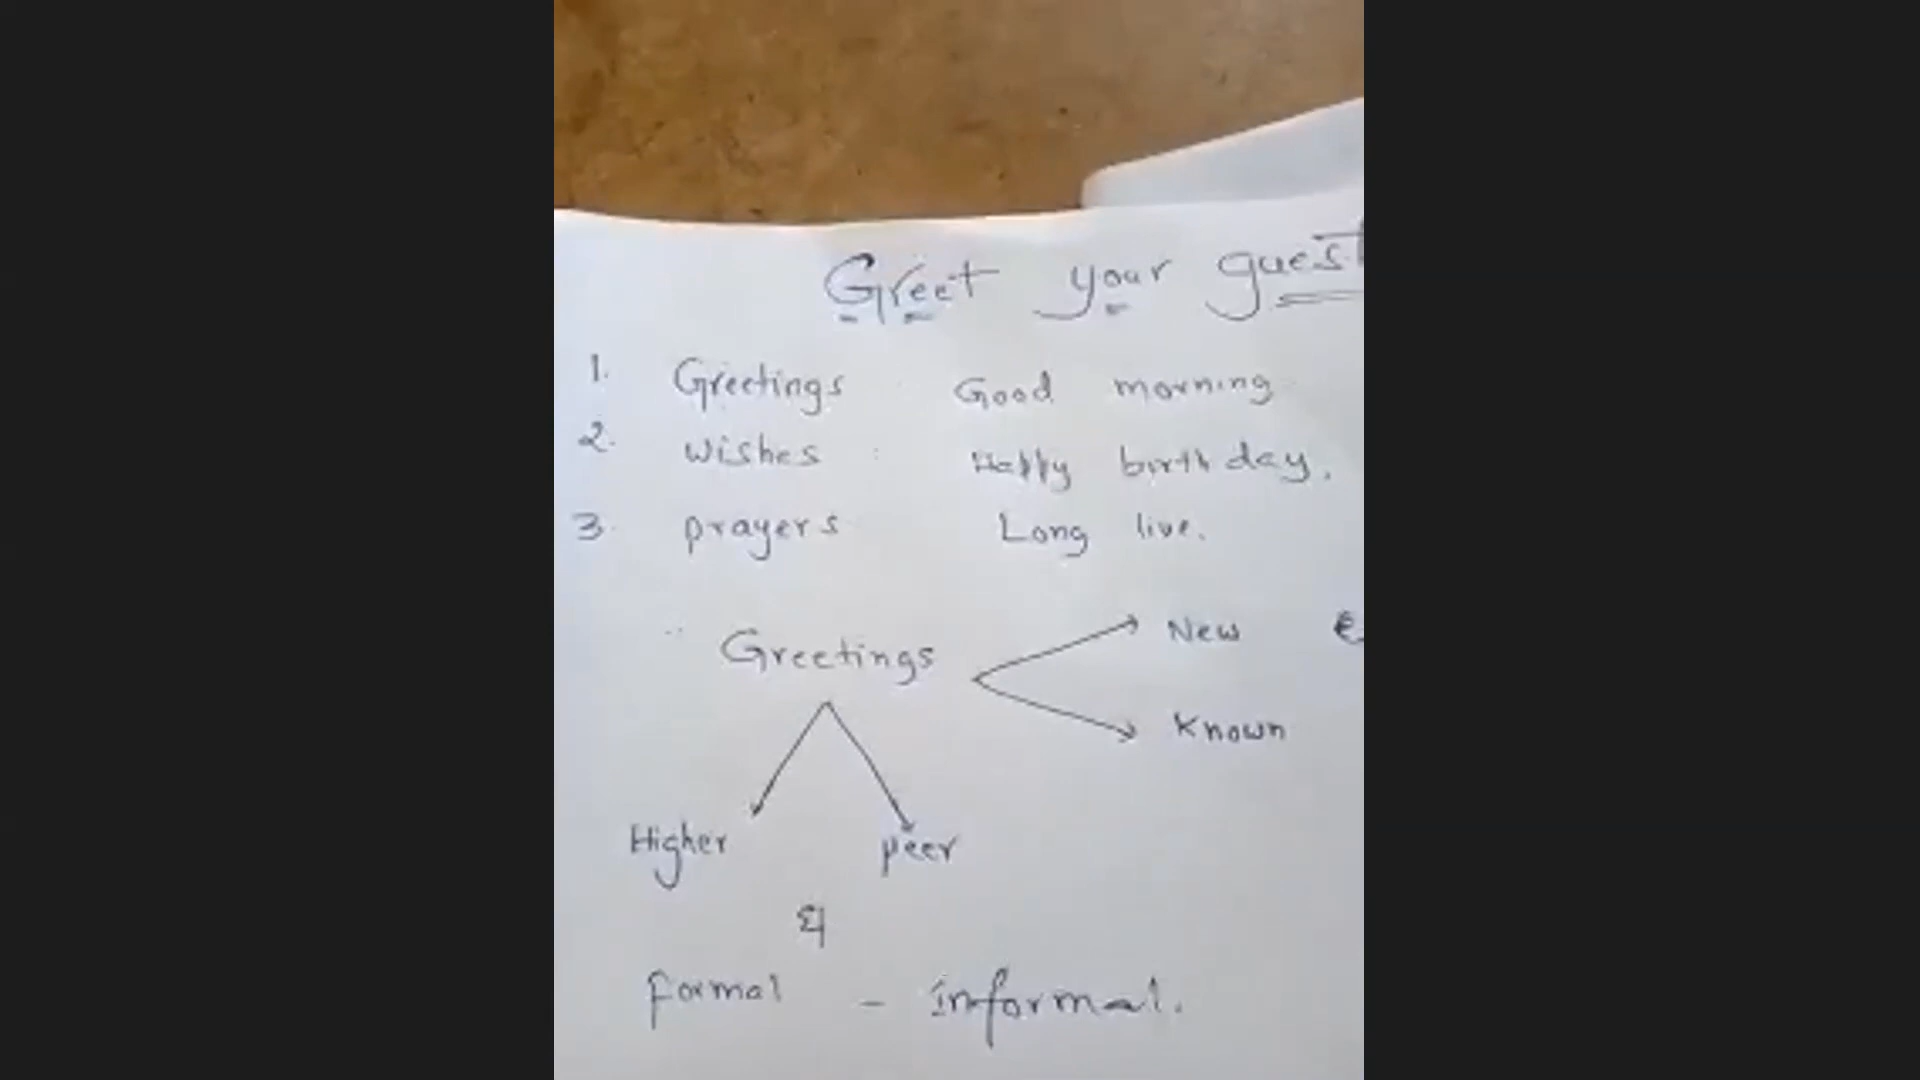 Greet your guest
1. Greetings Good morning
2. wishes : Happy birthday.
3. prayers Long live.
Greetings
New
Known
Higher peer
formal - informal.